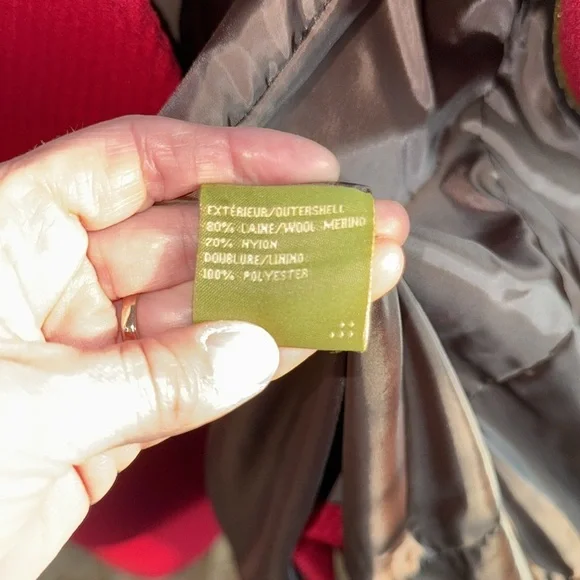 EXTÉRIEUR/OUTERSHELL
80% LAINE/WOOL MERINO
20% NYLON
DOUBLURE/LINING
100% POLYESTER